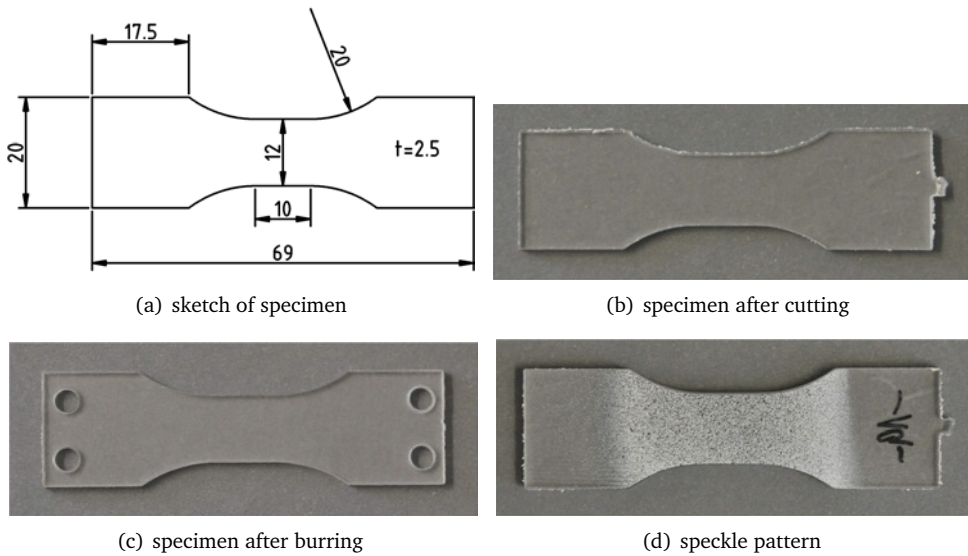 17.5
20
20
12
t=2.5
10
69
(a) sketch of specimen
(b) specimen after cutting
(c) specimen after burring
(d) speckle pattern